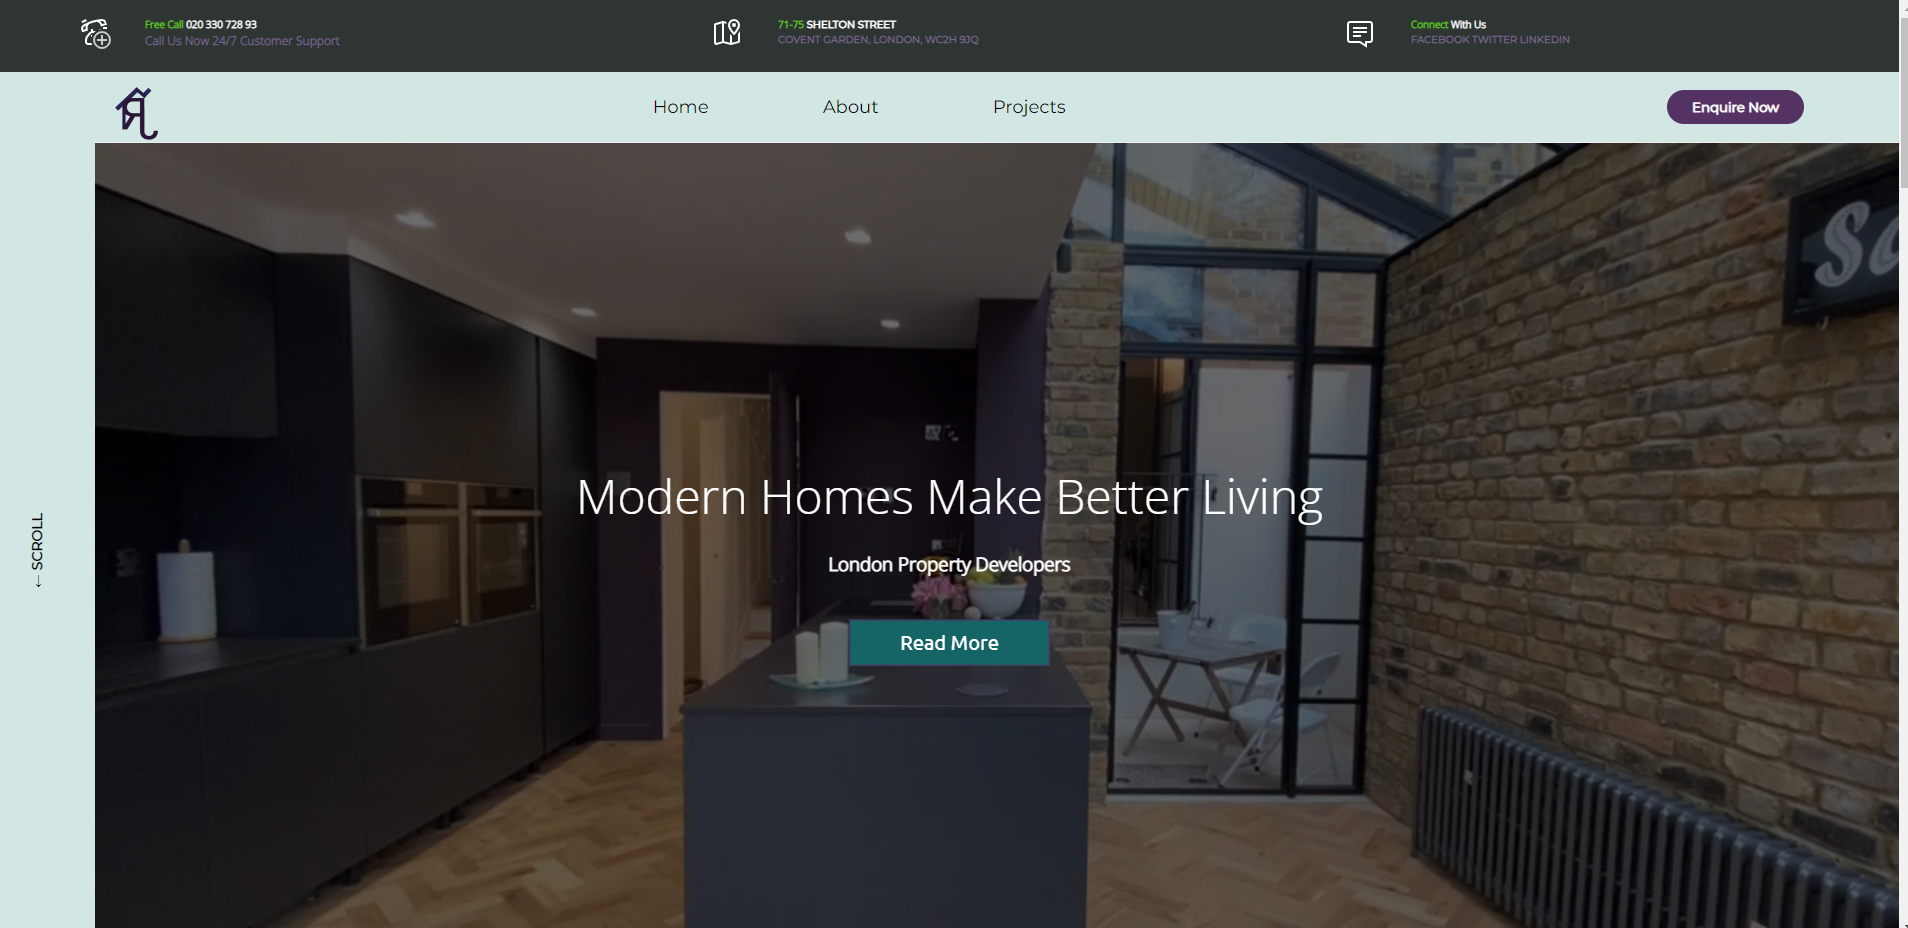 Free Call 020 330 728 93
Call Us Now 24/7 Customer Support
71-75 SHELTON STREET
COVENT GARDEN, LONDON, WC2H 9JQ
Connect With Us
FACEBOOK TWITTER LINKEDIN
Home
About
Projects
Enquire Now
Modern Homes Make Better Living
London Property Developers
Read More
← SCROLL